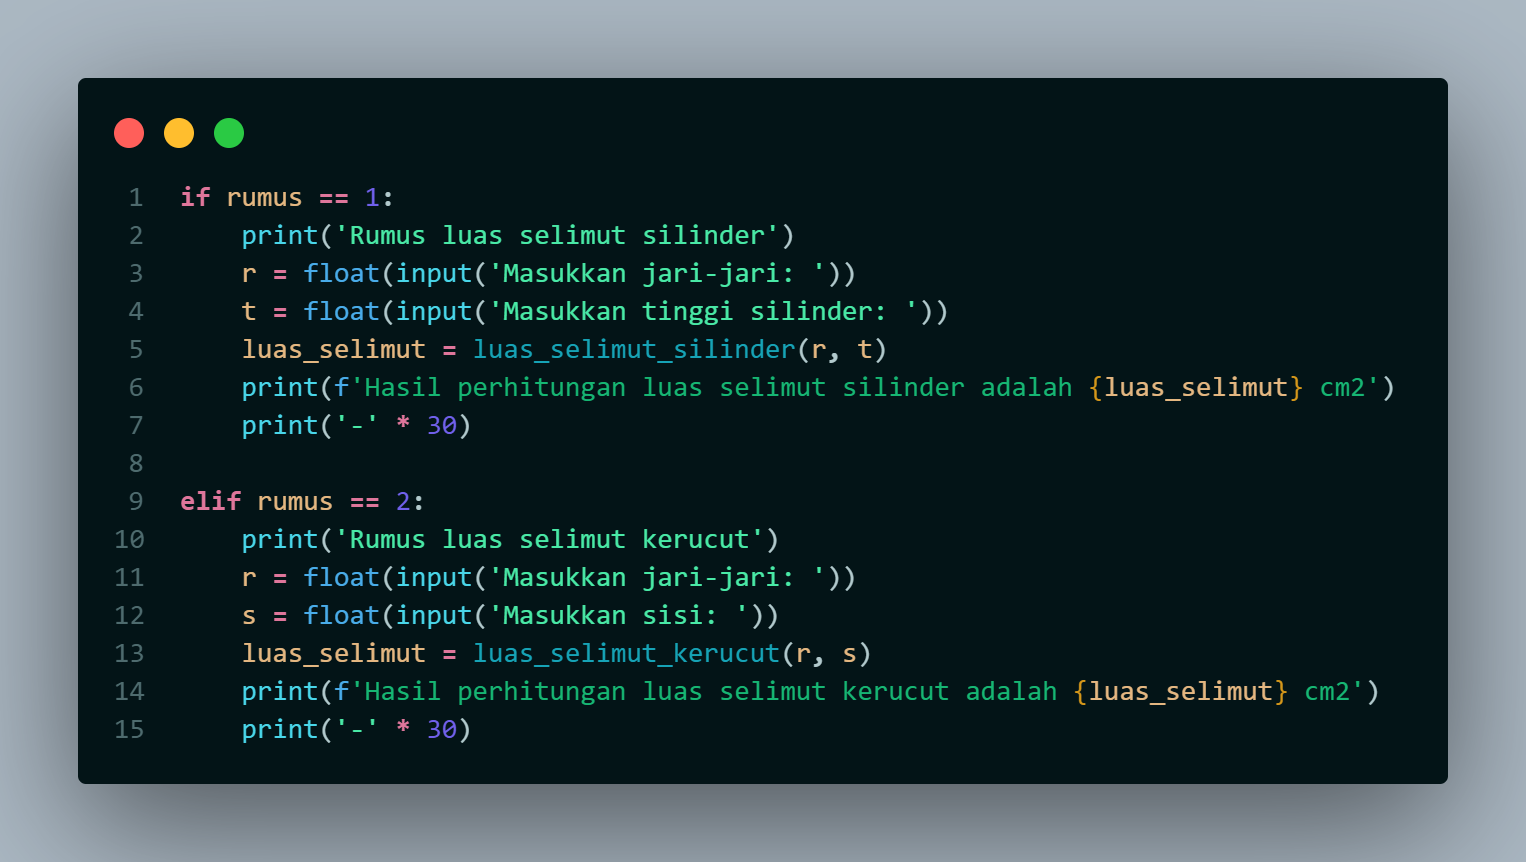 1 if rumus == 1:
2     print('Rumus luas selimut silinder')
3     r = float(input('Masukkan jari-jari: '))
4     t = float(input('Masukkan tinggi silinder: '))
5     luas_selimut = luas_selimut_silinder(r, t)
6     print(f'Hasil perhitungan luas selimut silinder adalah {luas_selimut} cm2')
7     print('-' * 30)
8
9 elif rumus == 2:
10     print('Rumus luas selimut kerucut')
11     r = float(input('Masukkan jari-jari: '))
12     s = float(input('Masukkan sisi: '))
13     luas_selimut = luas_selimut_kerucut(r, s)
14     print(f'Hasil perhitungan luas selimut kerucut adalah {luas_selimut} cm2')
15     print('-' * 30)